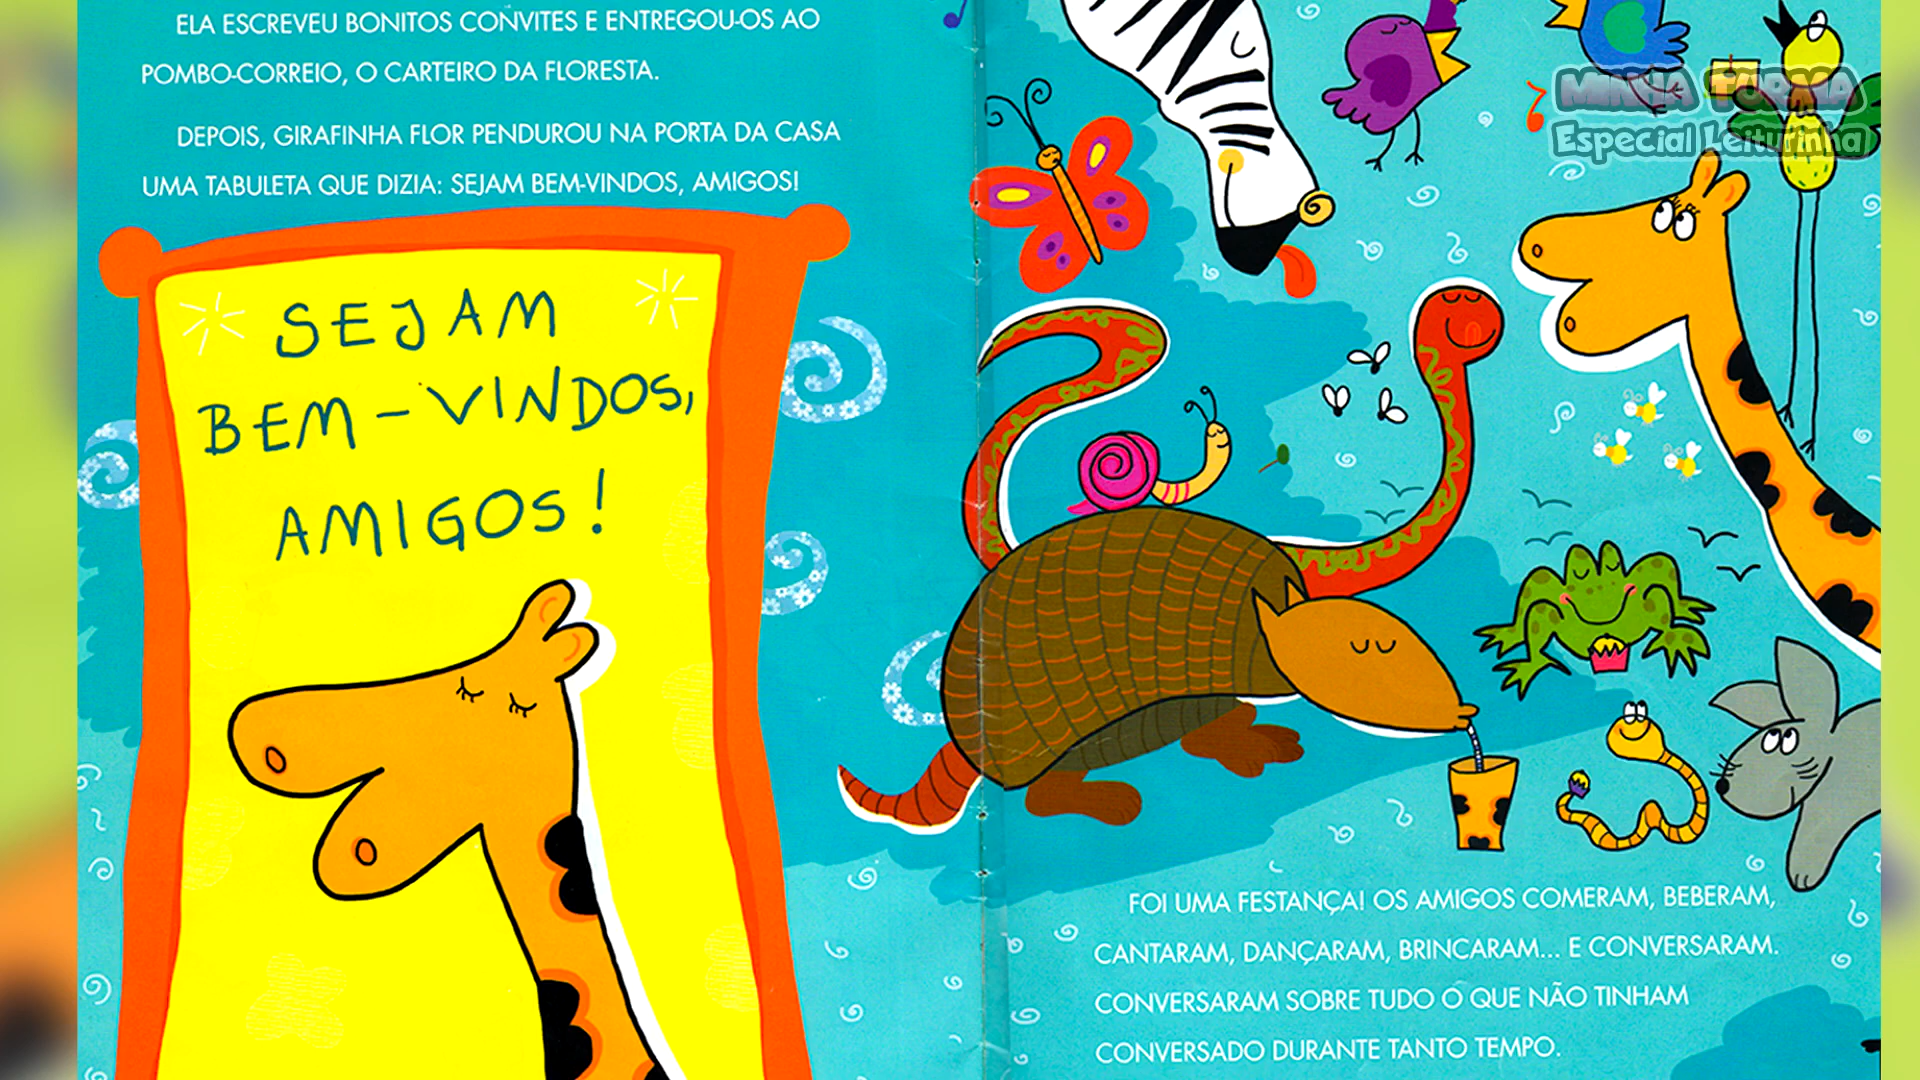 ELA ESCREVEU BONITOS CONVITES E ENTREGOU-OS AO
POMBO-CORREIO, O CARTEIRO DA FLORESTA.
DEPOIS, GIRAFINHA FLOR PENDUROU NA PORTA DA CASA
UMA TABULETA QUE DIZIA: SEJAM BEM-VINDOS, AMIGOS!
SEJAM
BEM-VINDOS,
AMIGOS!
MINHA TURMA
Especial Leiturinha
FOI UMA FESTANÇA! OS AMIGOS COMERAM, BEBERAM,
CANTARAM, DANÇARAM, BRINCARAM... E CONVERSARAM.
CONVERSARAM SOBRE TUDO O QUE NÃO TINHAM
CONVERSADO DURANTE TANTO TEMPO.